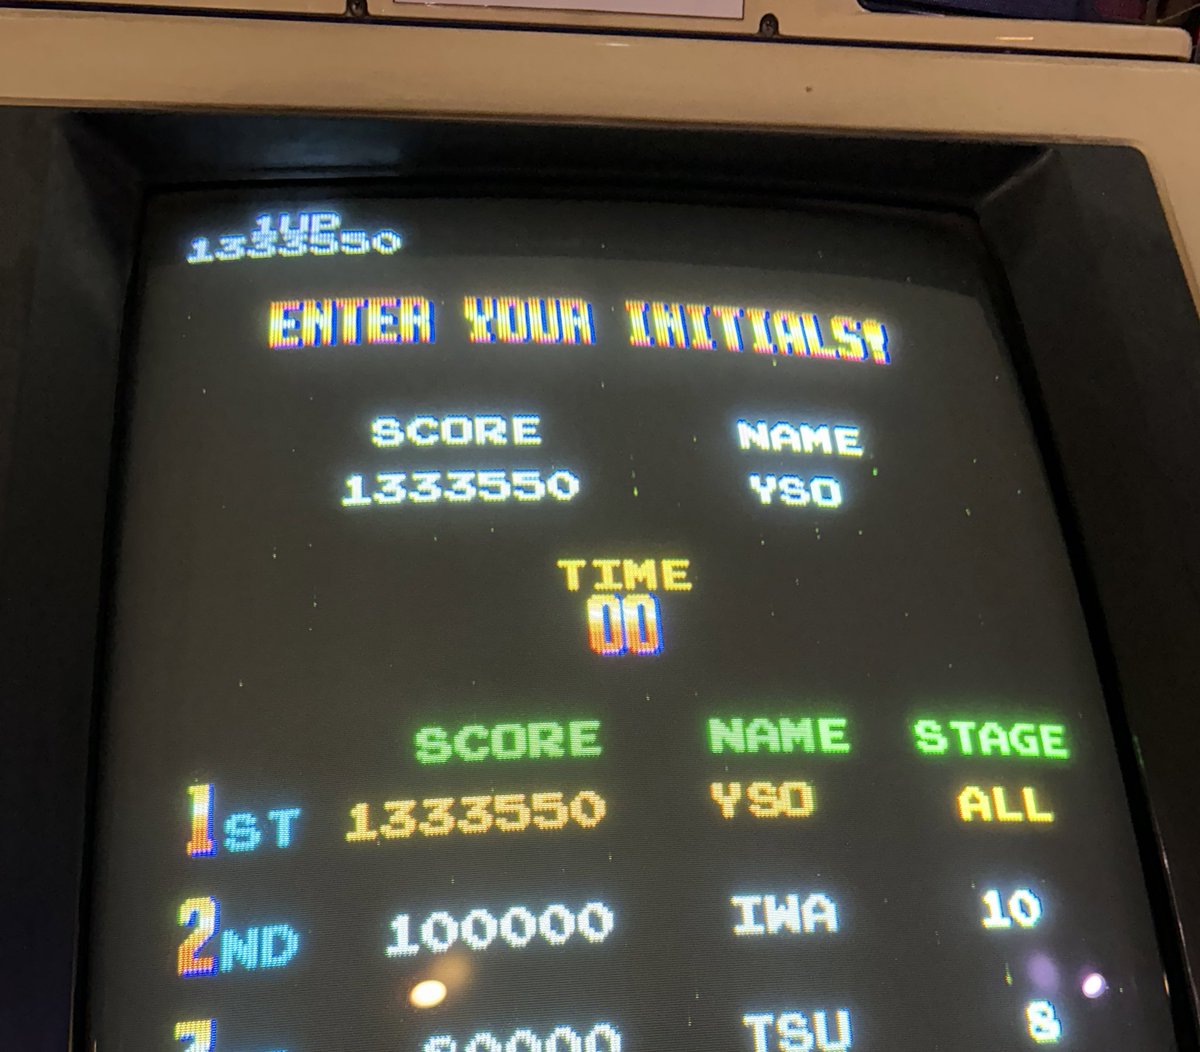 1UP
1333550
ENTER YOUR INITIALS!
SCORE NAME
1333550 YSO
TIME
00
SCORE NAME STAGE
1ST 1333550 YSO ALL
2ND 100000 IWA 10
80000 TSU 8